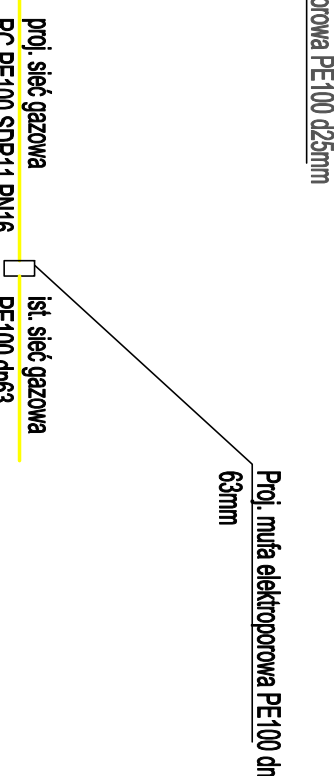 orowa PE100 d25mm
Proj. mufa elektroporowa PE100 dn
63mm
proj. sieć gazowa
RC PE100 SDR11 PN16
ist. sieć gazowa
PE100 dn63